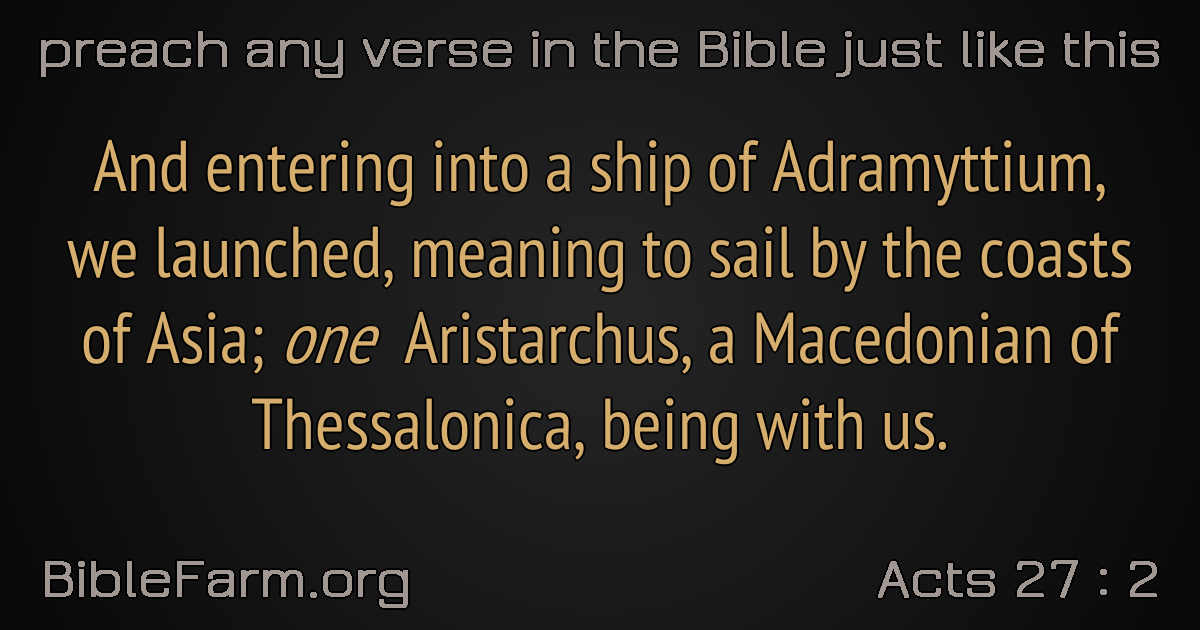 preach any verse in the Bible just like this
And entering into a ship of Adramyttium,
we launched, meaning to sail by the coasts
of Asia; one Aristarchus, a Macedonian of
Thessalonica, being with us.
BibleFarm.org
Acts 27 : 2